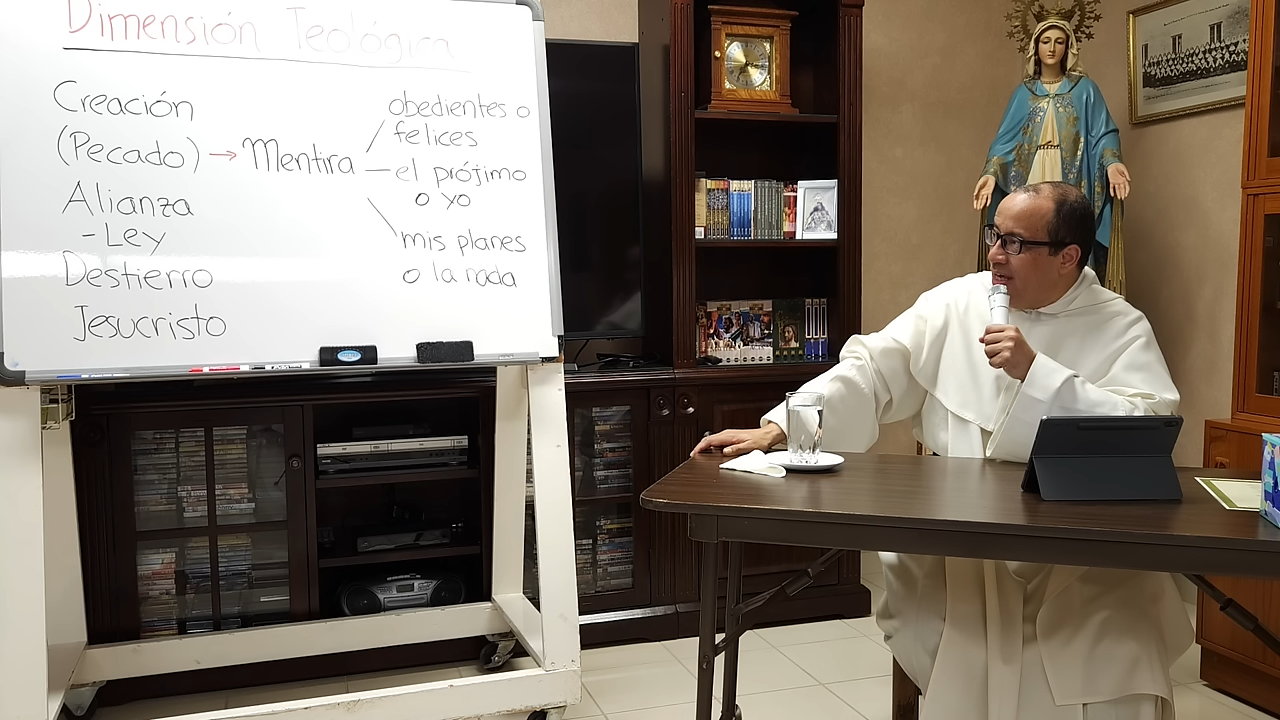 Dimensión Teológica
Creación
(Pecado) → Mentira
Alianza
- Ley
Destierro
Jesucristo
obedientes o
felices
el prójimo
o yo
mis planes
o la nada